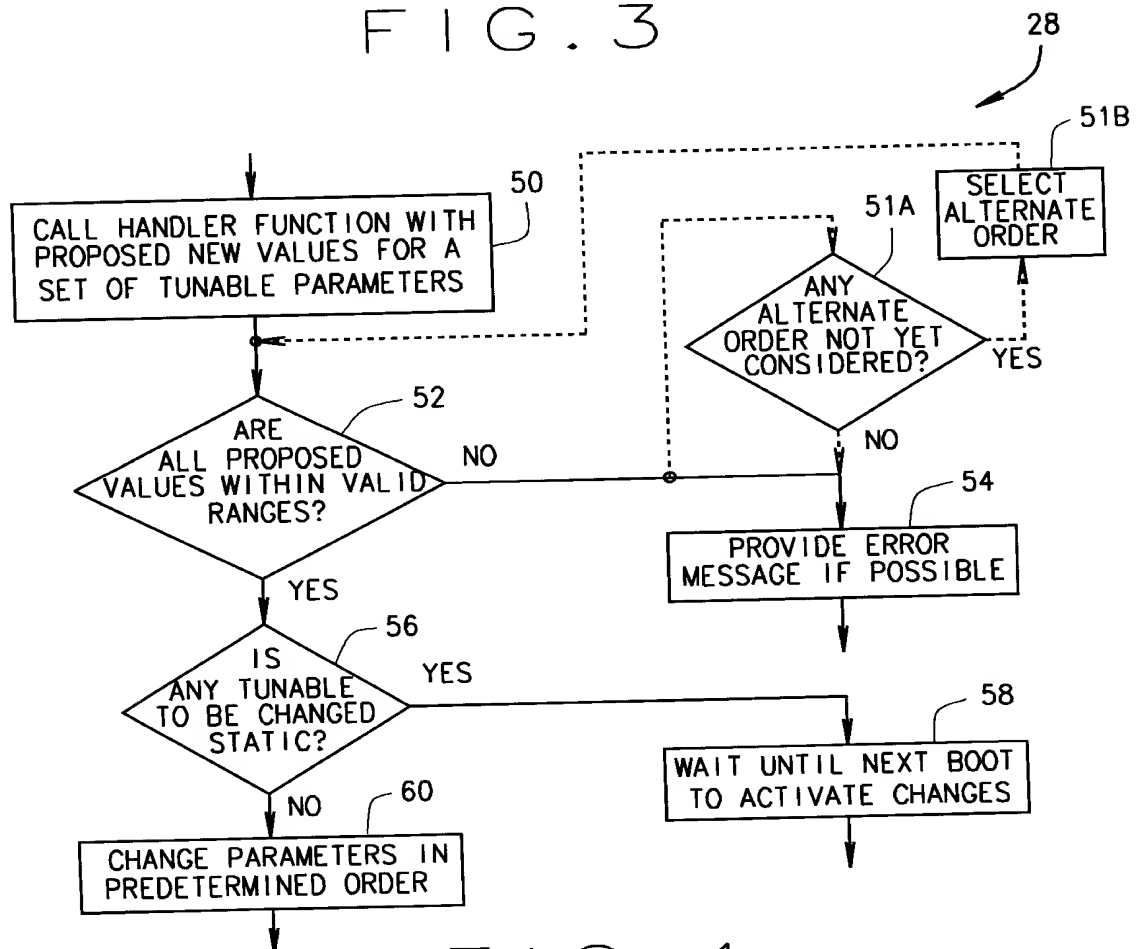 FIG. 3
28
51B
SELECT
ALTERNATE
ORDER
50
CALL HANDLER FUNCTION WITH
PROPOSED NEW VALUES FOR A
SET OF TUNABLE PARAMETERS
51A
ANY
ALTERNATE
ORDER NOT YET
CONSIDERED?
YES
NO
52
ARE
ALL PROPOSED
VALUES WITHIN VALID
RANGES?
NO
YES
54
PROVIDE ERROR
MESSAGE IF POSSIBLE
56
IS
ANY TUNABLE
TO BE CHANGED
STATIC?
YES
NO
58
WAIT UNTIL NEXT BOOT
TO ACTIVATE CHANGES
60
CHANGE PARAMETERS IN
PREDETERMINED ORDER